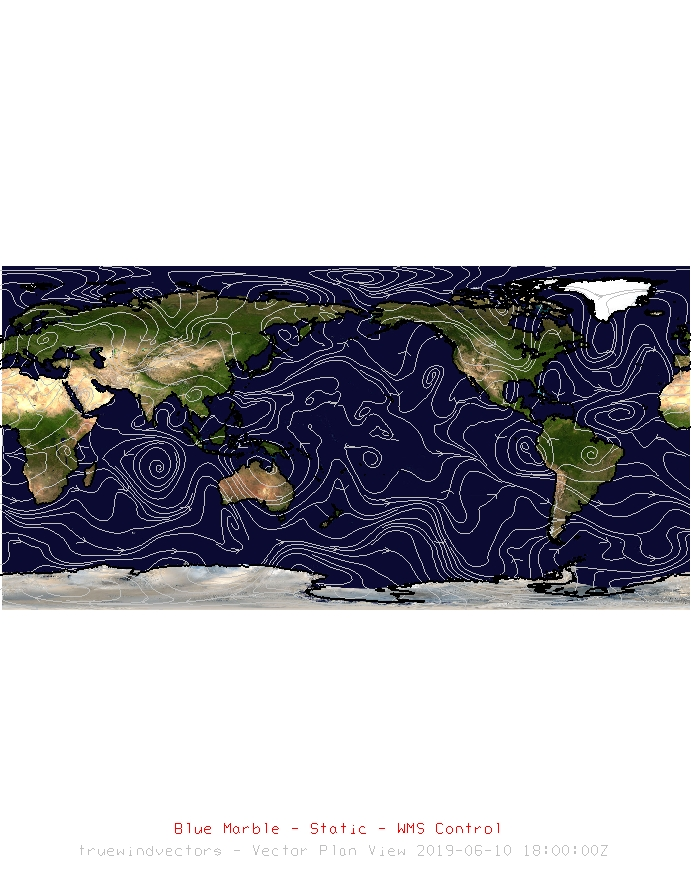 Blue Marble - Static - WMS Control
truewindvectors - Vector Plan View 2019-06-10 18:00:00Z